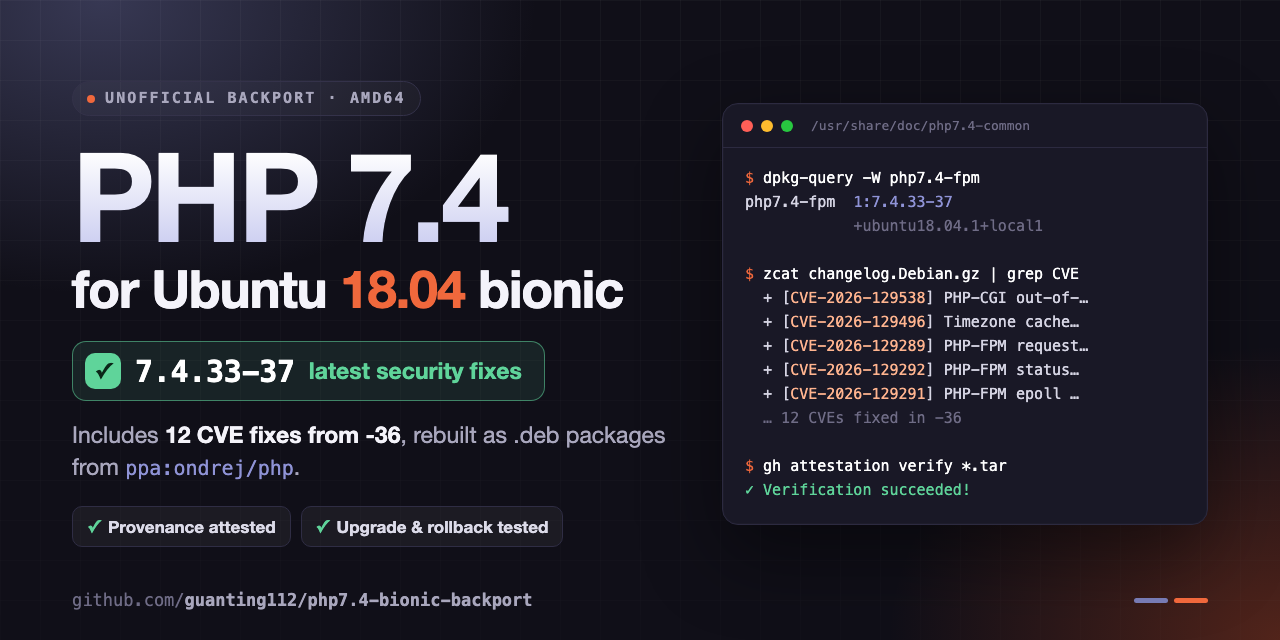 UNOFFICIAL BACKPORT · AMD64
PHP 7.4
for Ubuntu 18.04 bionic
✓ 7.4.33–37 latest security fixes
Includes 12 CVE fixes from -36, rebuilt as .deb packages
from ppa:ondrej/php.
✓ Provenance attested
✓ Upgrade & rollback tested
github.com/guanting112/php7.4-bionic-backport
/usr/share/doc/php7.4-common
$ dpkg-query -W php7.4-fpm
php7.4-fpm 1:7.4.33-37
+ubuntu18.04.1+local1
$ zcat changelog.Debian.gz | grep CVE
+ [CVE-2026-129538] PHP-CGI out-of-…
+ [CVE-2026-129496] Timezone cache…
+ [CVE-2026-129289] PHP-FPM request…
+ [CVE-2026-129292] PHP-FPM status…
+ [CVE-2026-129291] PHP-FPM epoll …
… 12 CVEs fixed in -36
$ gh attestation verify *.tar
✓ Verification succeeded!